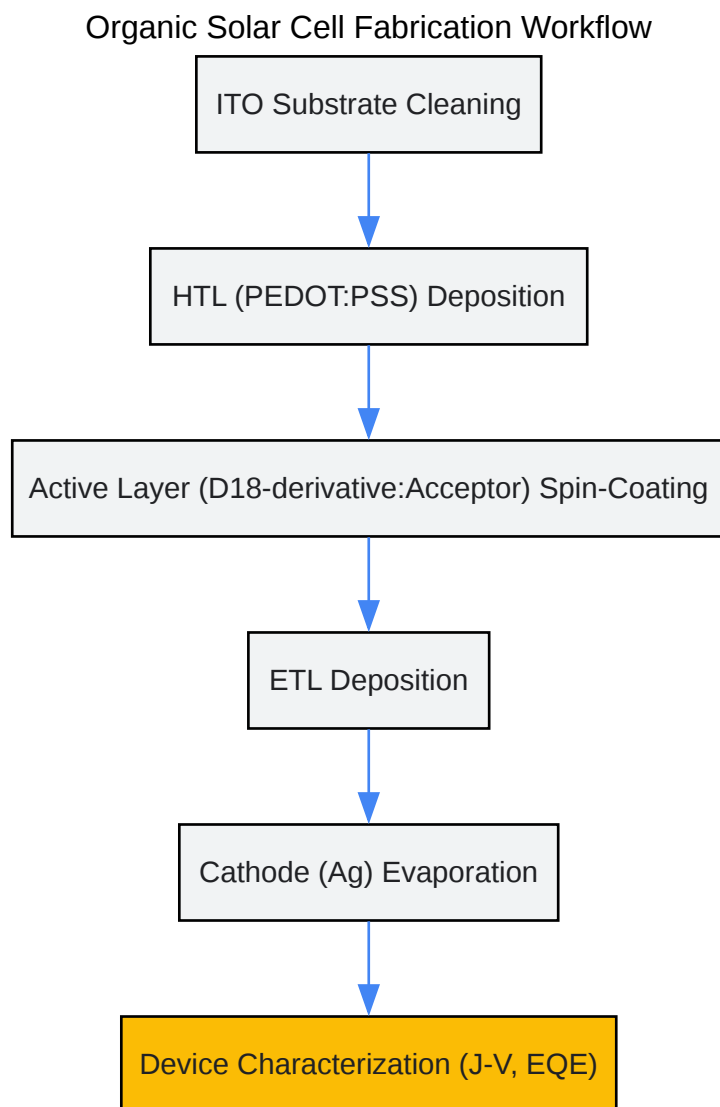 Organic Solar Cell Fabrication Workflow
ITO Substrate Cleaning
HTL (PEDOT:PSS) Deposition
Active Layer (D18-derivative:Acceptor) Spin-Coating
ETL Deposition
Cathode (Ag) Evaporation
Device Characterization (J-V, EQE)